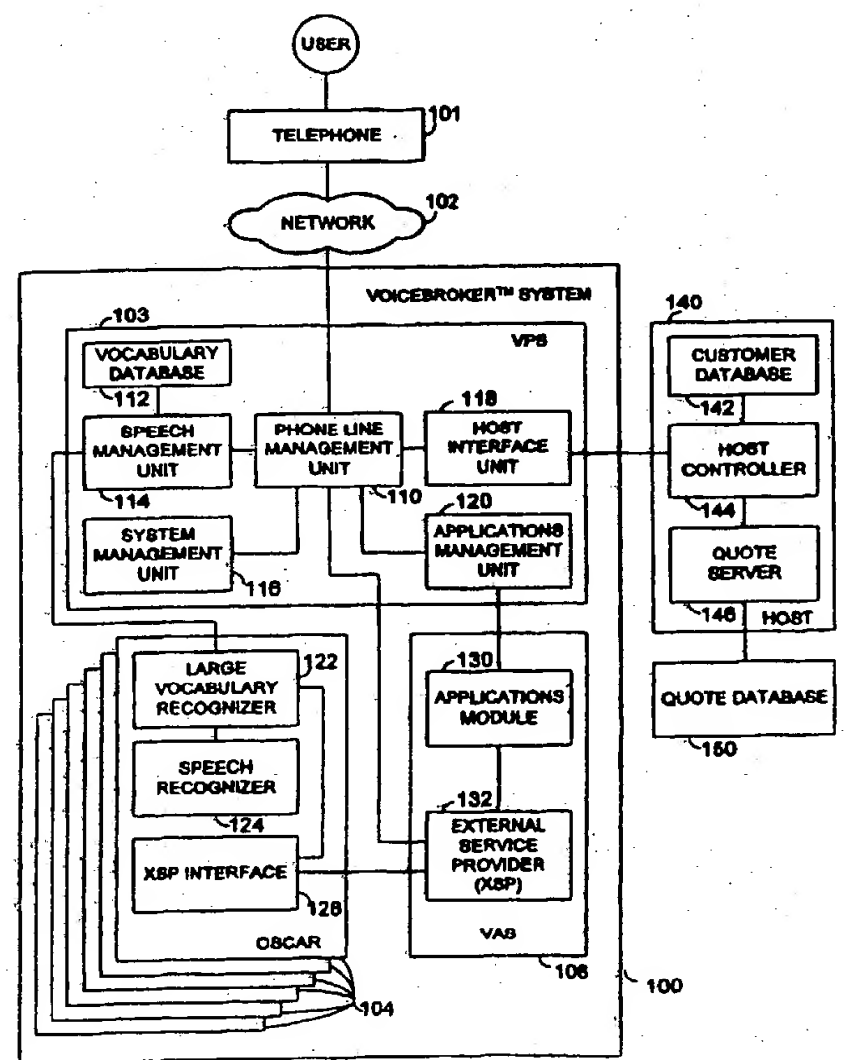 USER
TELEPHONE
101
NETWORK
102
VOICEBROKER™ SYSTEM
103
VPS
140
VOCABULARY
DATABASE
112
CUSTOMER
DATABASE
142
118
SPEECH
MANAGEMENT
UNIT
114
PHONE LINE
MANAGEMENT
UNIT
110
HOST
INTERFACE
UNIT
HOST
CONTROLLER
144
120
SYSTEM
MANAGEMENT
UNIT
116
APPLICATIONS
MANAGEMENT
UNIT
QUOTE
SERVER
146
HOST
122
LARGE
VOCABULARY
RECOGNIZER
130
APPLICATIONS
MODULE
QUOTE DATABASE
150
SPEECH
RECOGNIZER
124
132
EXTERNAL
SERVICE
PROVIDER
(XSP)
XSP INTERFACE
126
OSCAR
VAS
106
100
104